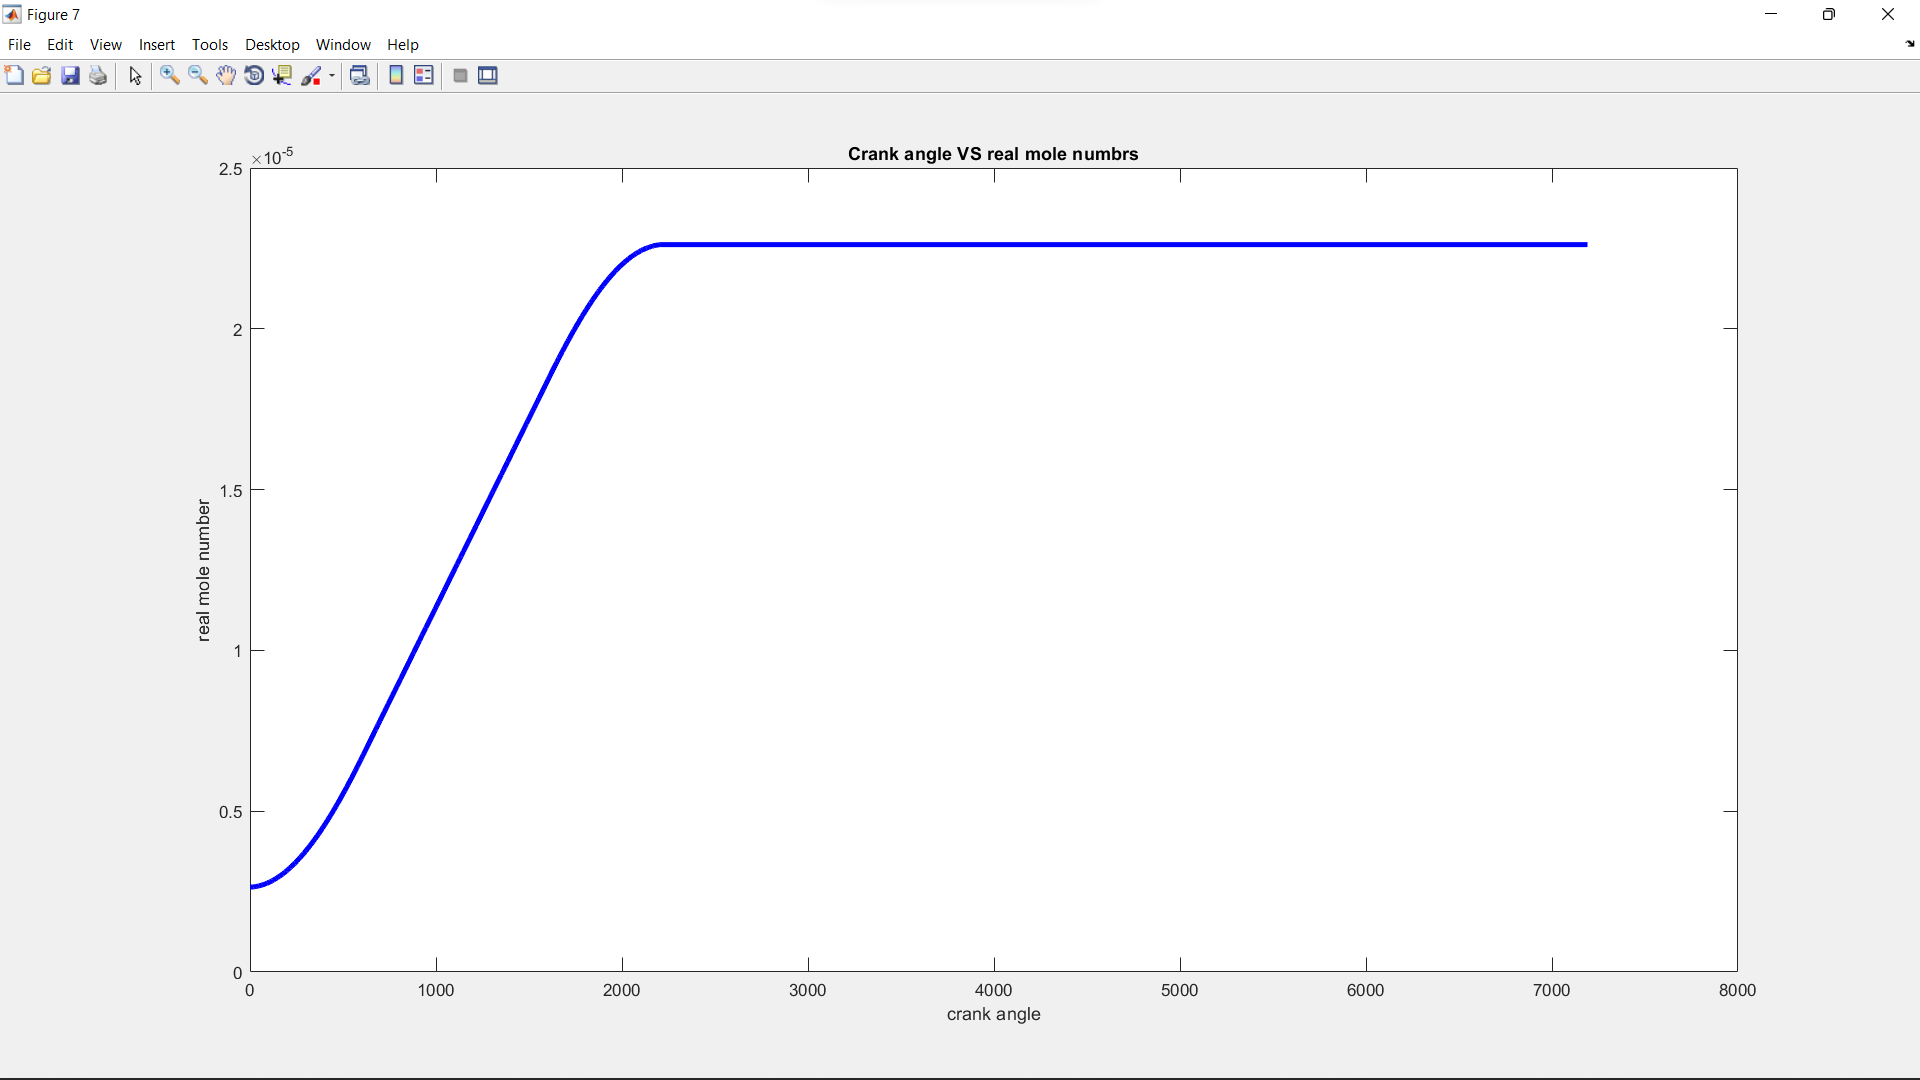 Figure 7
File Edit View Insert Tools Desktop Window Help
Crank angle VS real mole numbrs
×10-5
2.5
2
1.5
1
0.5
0
real mole number
0 1000 2000 3000 4000 5000 6000 7000 8000
crank angle